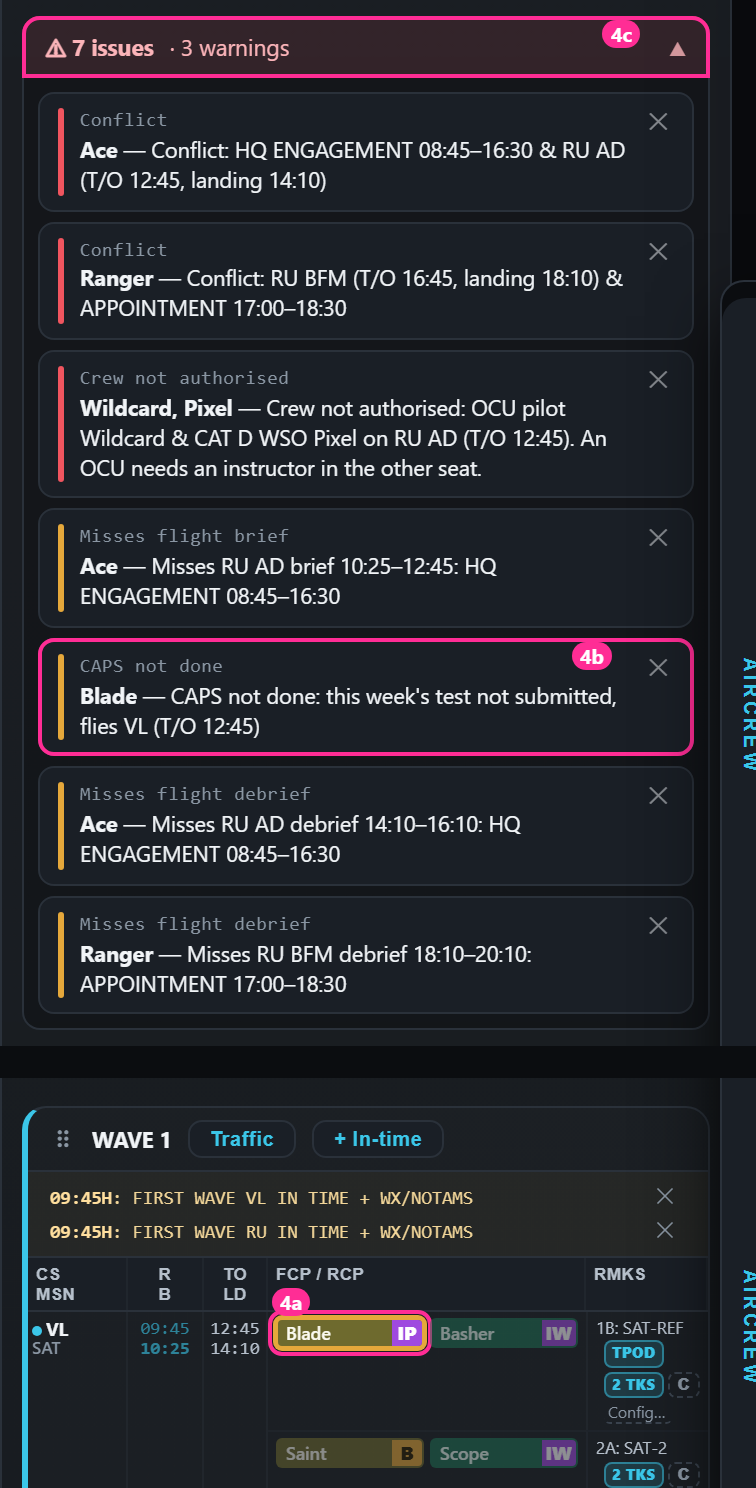 ⚠ 7 issues · 3 warnings
4c
▲
Conflict
Ace — Conflict: HQ ENGAGEMENT 08:45–16:30 & RU AD
(T/O 12:45, landing 14:10)
Conflict
Ranger — Conflict: RU BFM (T/O 16:45, landing 18:10) &
APPOINTMENT 17:00–18:30
Crew not authorised
Wildcard, Pixel — Crew not authorised: OCU pilot
Wildcard & CAT D WSO Pixel on RU AD (T/O 12:45). An
OCU needs an instructor in the other seat.
Misses flight brief
Ace — Misses RU AD brief 10:25–12:45: HQ
ENGAGEMENT 08:45–16:30
4b
CAPS not done
Blade — CAPS not done: this week's test not submitted,
flies VL (T/O 12:45)
Misses flight debrief
Ace — Misses RU AD debrief 14:10–16:10: HQ
ENGAGEMENT 08:45–16:30
Misses flight debrief
Ranger — Misses RU BFM debrief 18:10–20:10:
APPOINTMENT 17:00–18:30
AIRCREW
WAVE 1 Traffic + In-time
09:45H: FIRST WAVE VL IN TIME + WX/NOTAMS
09:45H: FIRST WAVE RU IN TIME + WX/NOTAMS
CS R TO FCP / RCP RMKS
MSN B LD
4a
VL 09:45 12:45 Blade IP Basher IW 1B: SAT-REF
SAT 10:25 14:10 TPOD
2 TKS C
Config...
Saint B Scope IW 2A: SAT-2
2 TKS C
AIRCREW